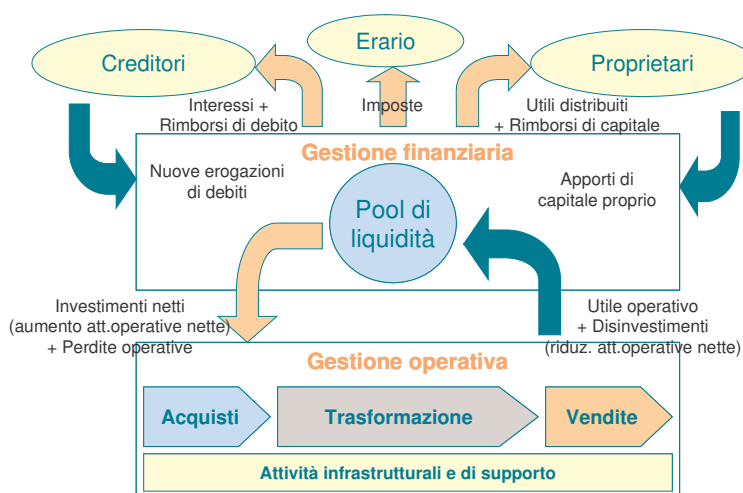 Erario
Creditori
Proprietari
Interessi +
Rimborsi di debito
Imposte
Utili distribuiti
+ Rimborsi di capitale
Gestione finanziaria
Nuove erogazioni
di debiti
Apporti di
capitale proprio
Pool di
liquidità
Investimenti netti
(aumento att.operative nette)
+ Perdite operative
Utile operativo
+ Disinvestimenti
(riduz. att.operative nette)
Gestione operativa
Acquisti
Trasformazione
Vendite
Attività infrastrutturali e di supporto